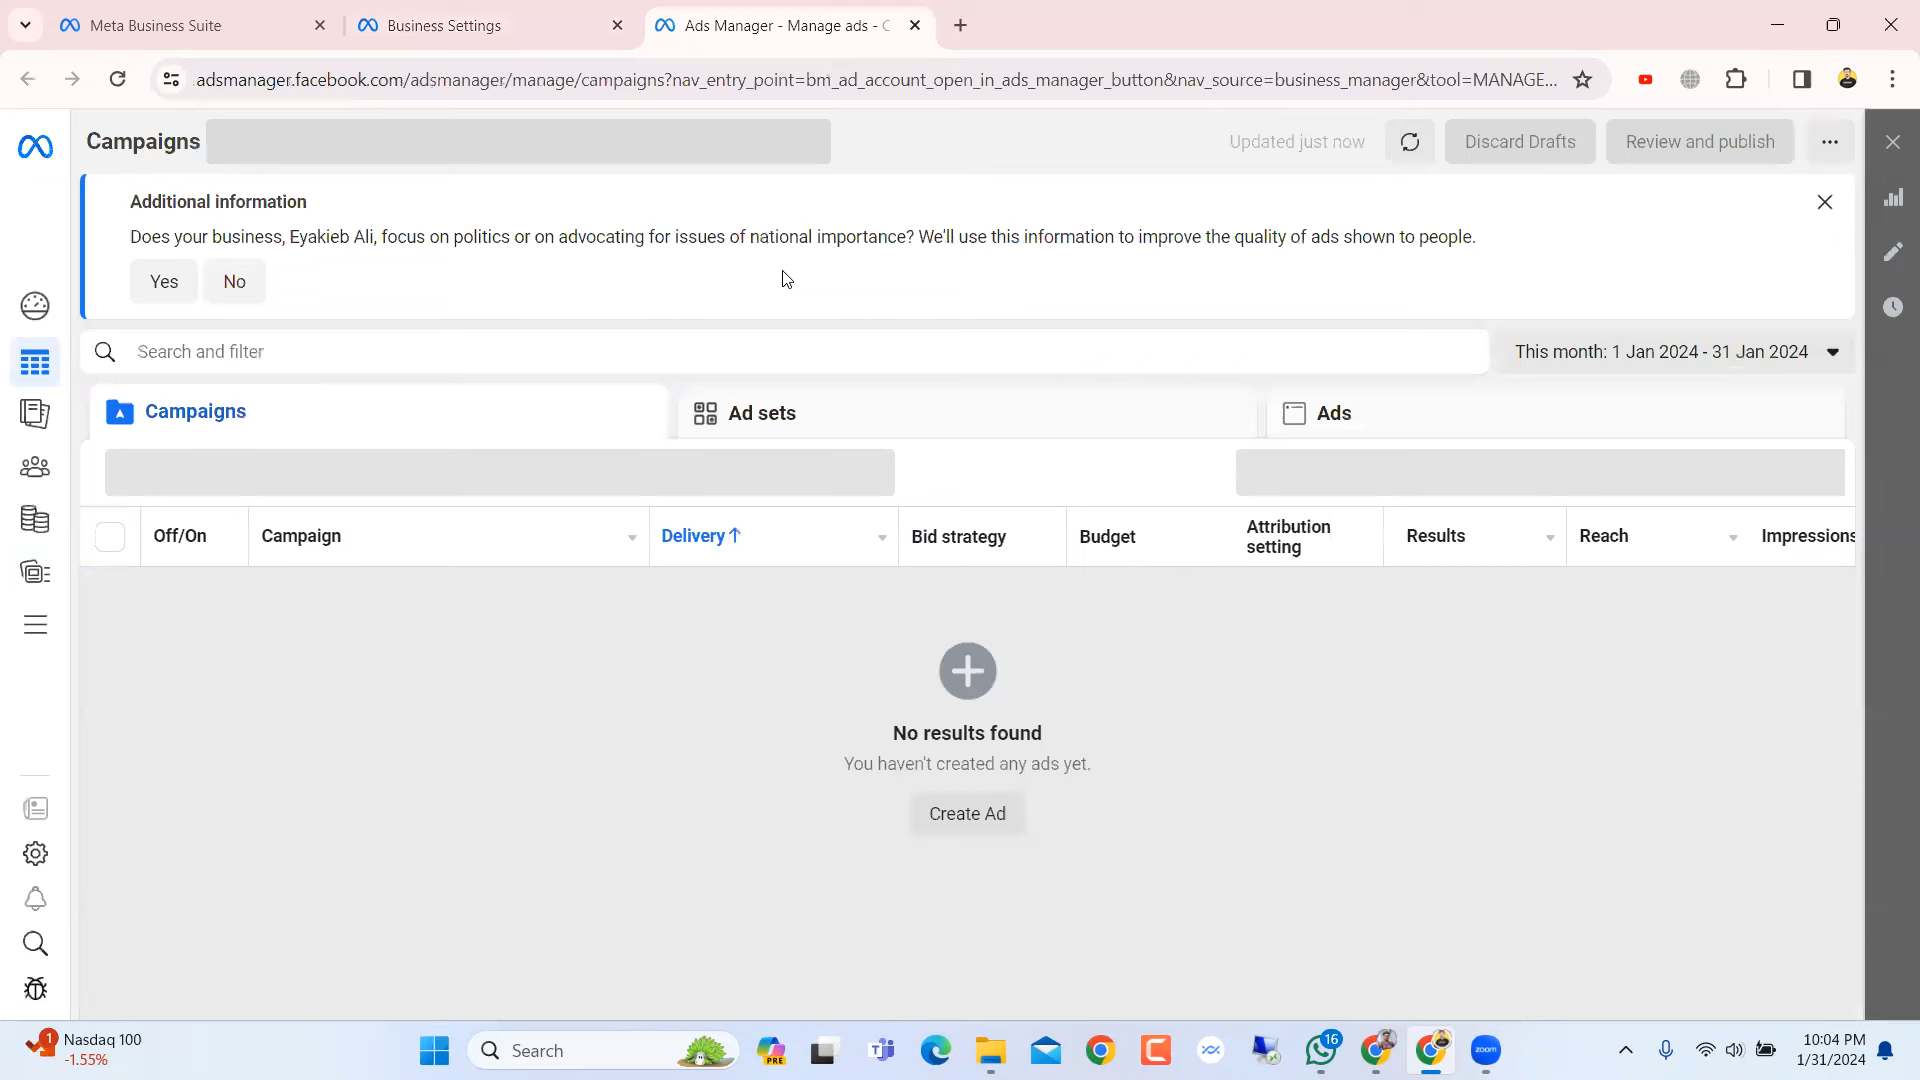 Meta Business Suite
Business Settings
Ads Manager - Manage ads - C
adsmanager.facebook.com/adsmanager/manage/campaigns?nav_entry_point=bm_ad_account_open_in_ads_manager_button&nav_source=business_manager&tool=MANAGE...
Campaigns
Updated just now
Discard Drafts
Review and publish
Additional information
Does your business, Eyakieb Ali, focus on politics or on advocating for issues of national importance? We'll use this information to improve the quality of ads shown to people.
Yes
No
Search and filter
This month: 1 Jan 2024 - 31 Jan 2024
Campaigns
Ad sets
Ads
Off/On
Campaign
Delivery↑
Bid strategy
Budget
Attribution
setting
Results
Reach
Impressions
No results found
You haven't created any ads yet.
Create Ad
1
Nasdaq 100
-1.55%
Search
PRE
16
zoom
10:04 PM
1/31/2024